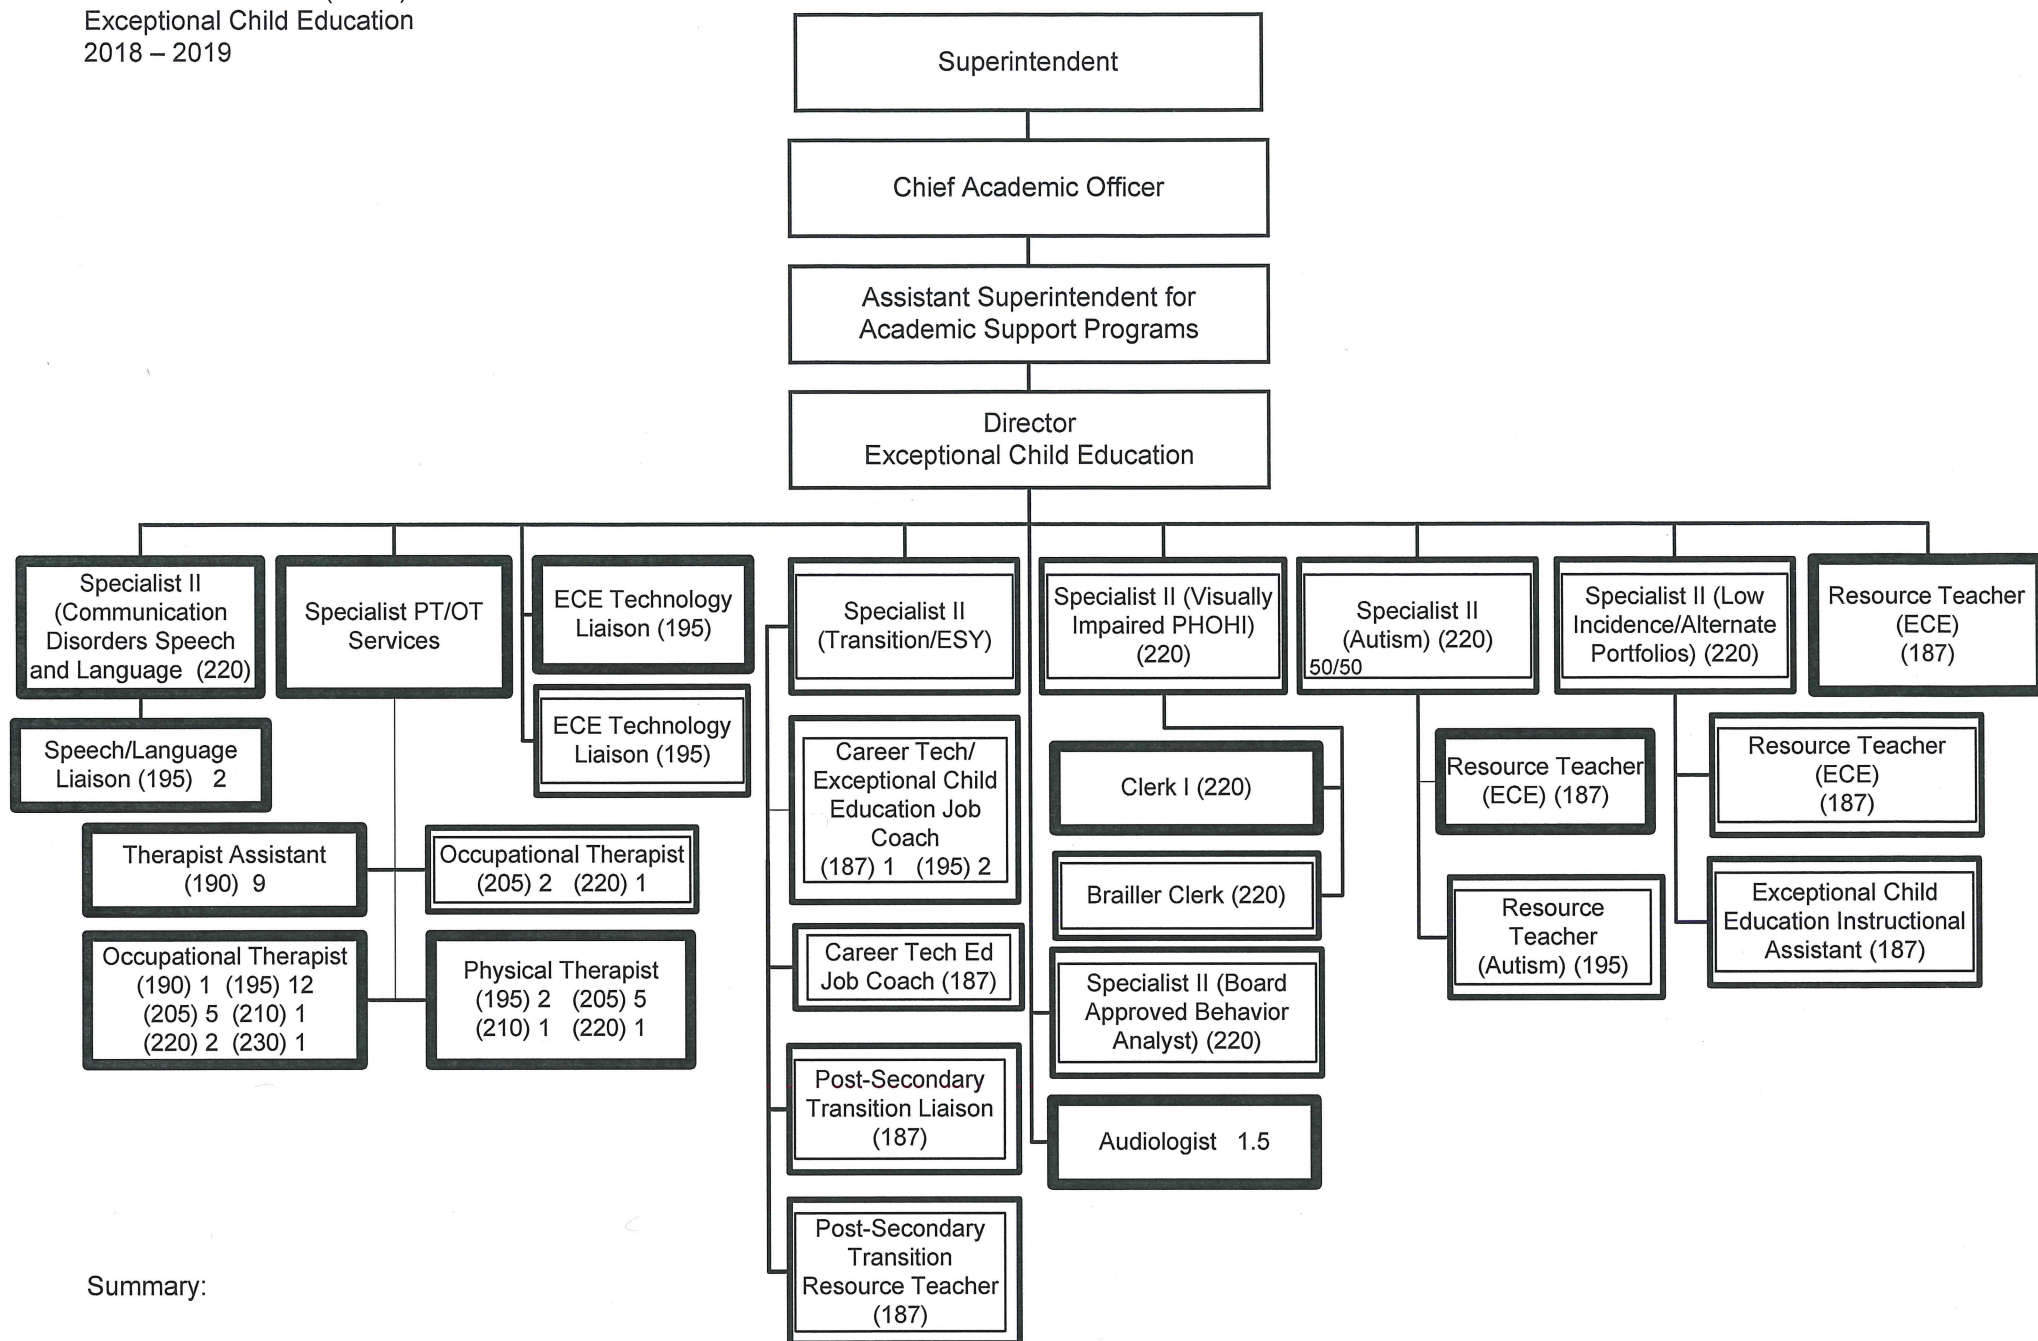 Exceptional Child Education
2018 – 2019
Superintendent
Chief Academic Officer
Assistant Superintendent for
Academic Support Programs
Director
Exceptional Child Education
Specialist II
(Communication
Disorders Speech
and Language (220)
Speech/Language
Liaison (195) 2
Specialist PT/OT
Services
Therapist Assistant
(190) 9
Occupational Therapist
(205) 2 (220) 1
Occupational Therapist
(190) 1 (195) 12
(205) 5 (210) 1
(220) 2 (230) 1
Physical Therapist
(195) 2 (205) 5
(210) 1 (220) 1
ECE Technology
Liaison (195)
ECE Technology
Liaison (195)
Specialist II
(Transition/ESY)
Career Tech/
Exceptional Child
Education Job
Coach
(187) 1 (195) 2
Career Tech Ed
Job Coach (187)
Post-Secondary
Transition Liaison
(187)
Post-Secondary
Transition
Resource Teacher
(187)
Specialist II (Visually
Impaired PHOHI)
(220)
Clerk I (220)
Brailler Clerk (220)
Specialist II (Board
Approved Behavior
Analyst) (220)
Audiologist 1.5
Specialist II
(Autism) (220)
50/50
Resource Teacher
(ECE) (187)
Resource
Teacher
(Autism) (195)
Specialist II (Low
Incidence/Alternate
Portfolios) (220)
Resource Teacher
(ECE)
(187)
Exceptional Child
Education Instructional
Assistant (187)
Resource Teacher
(ECE)
(187)
Summary: